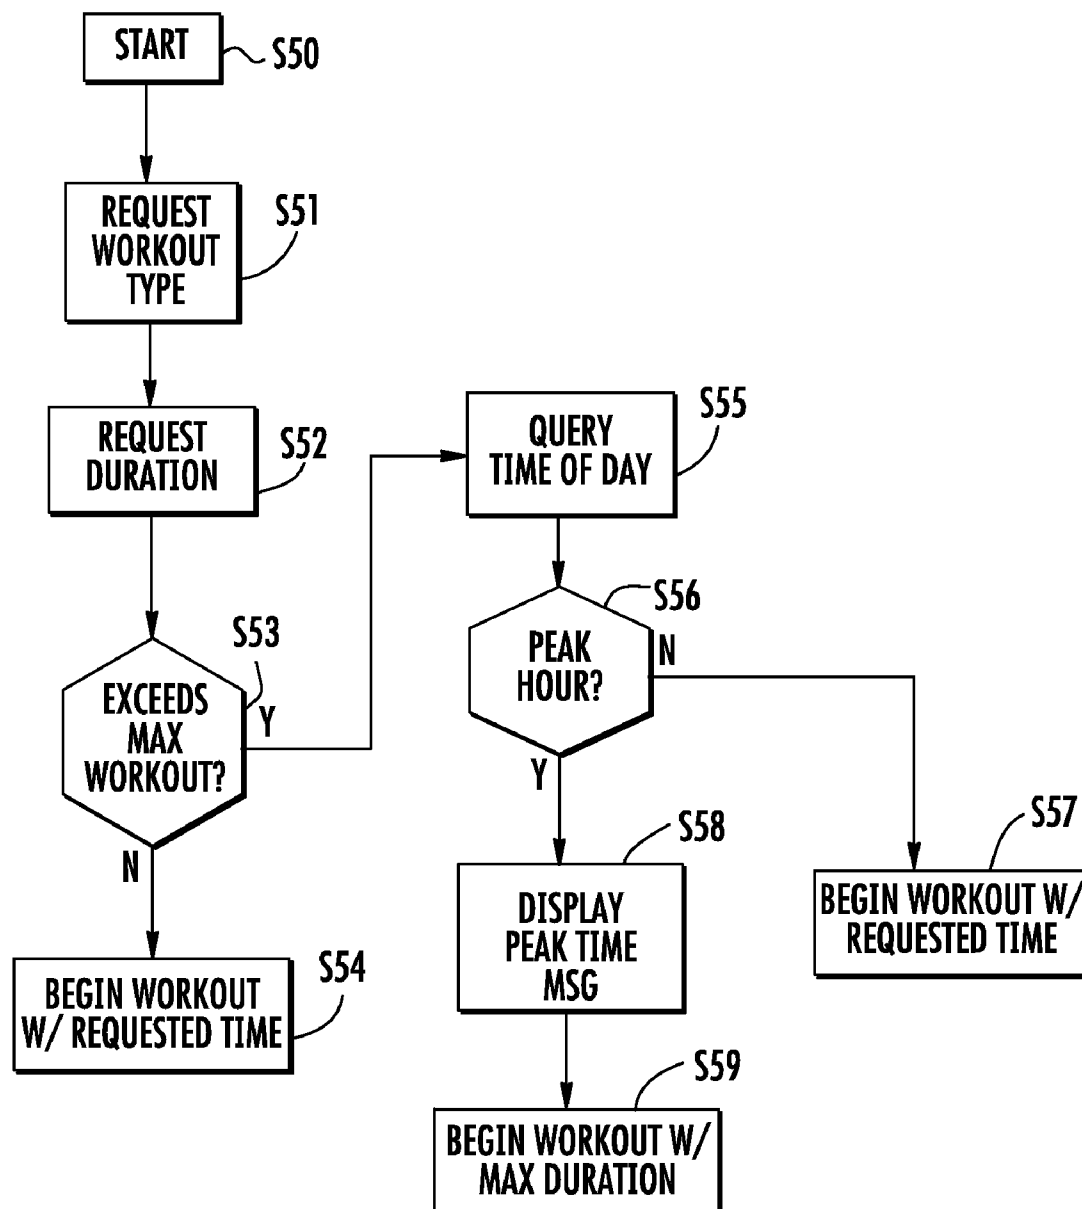 START
S50
REQUEST
WORKOUT
TYPE
S51
REQUEST
DURATION
S52
EXCEEDS
MAX
WORKOUT?
S53
Y
N
BEGIN WORKOUT
W/ REQUESTED TIME
S54
QUERY
TIME OF DAY
S55
PEAK
HOUR?
S56
N
Y
BEGIN WORKOUT W/
REQUESTED TIME
S57
DISPLAY
PEAK TIME
MSG
S58
BEGIN WORKOUT W/
MAX DURATION
S59